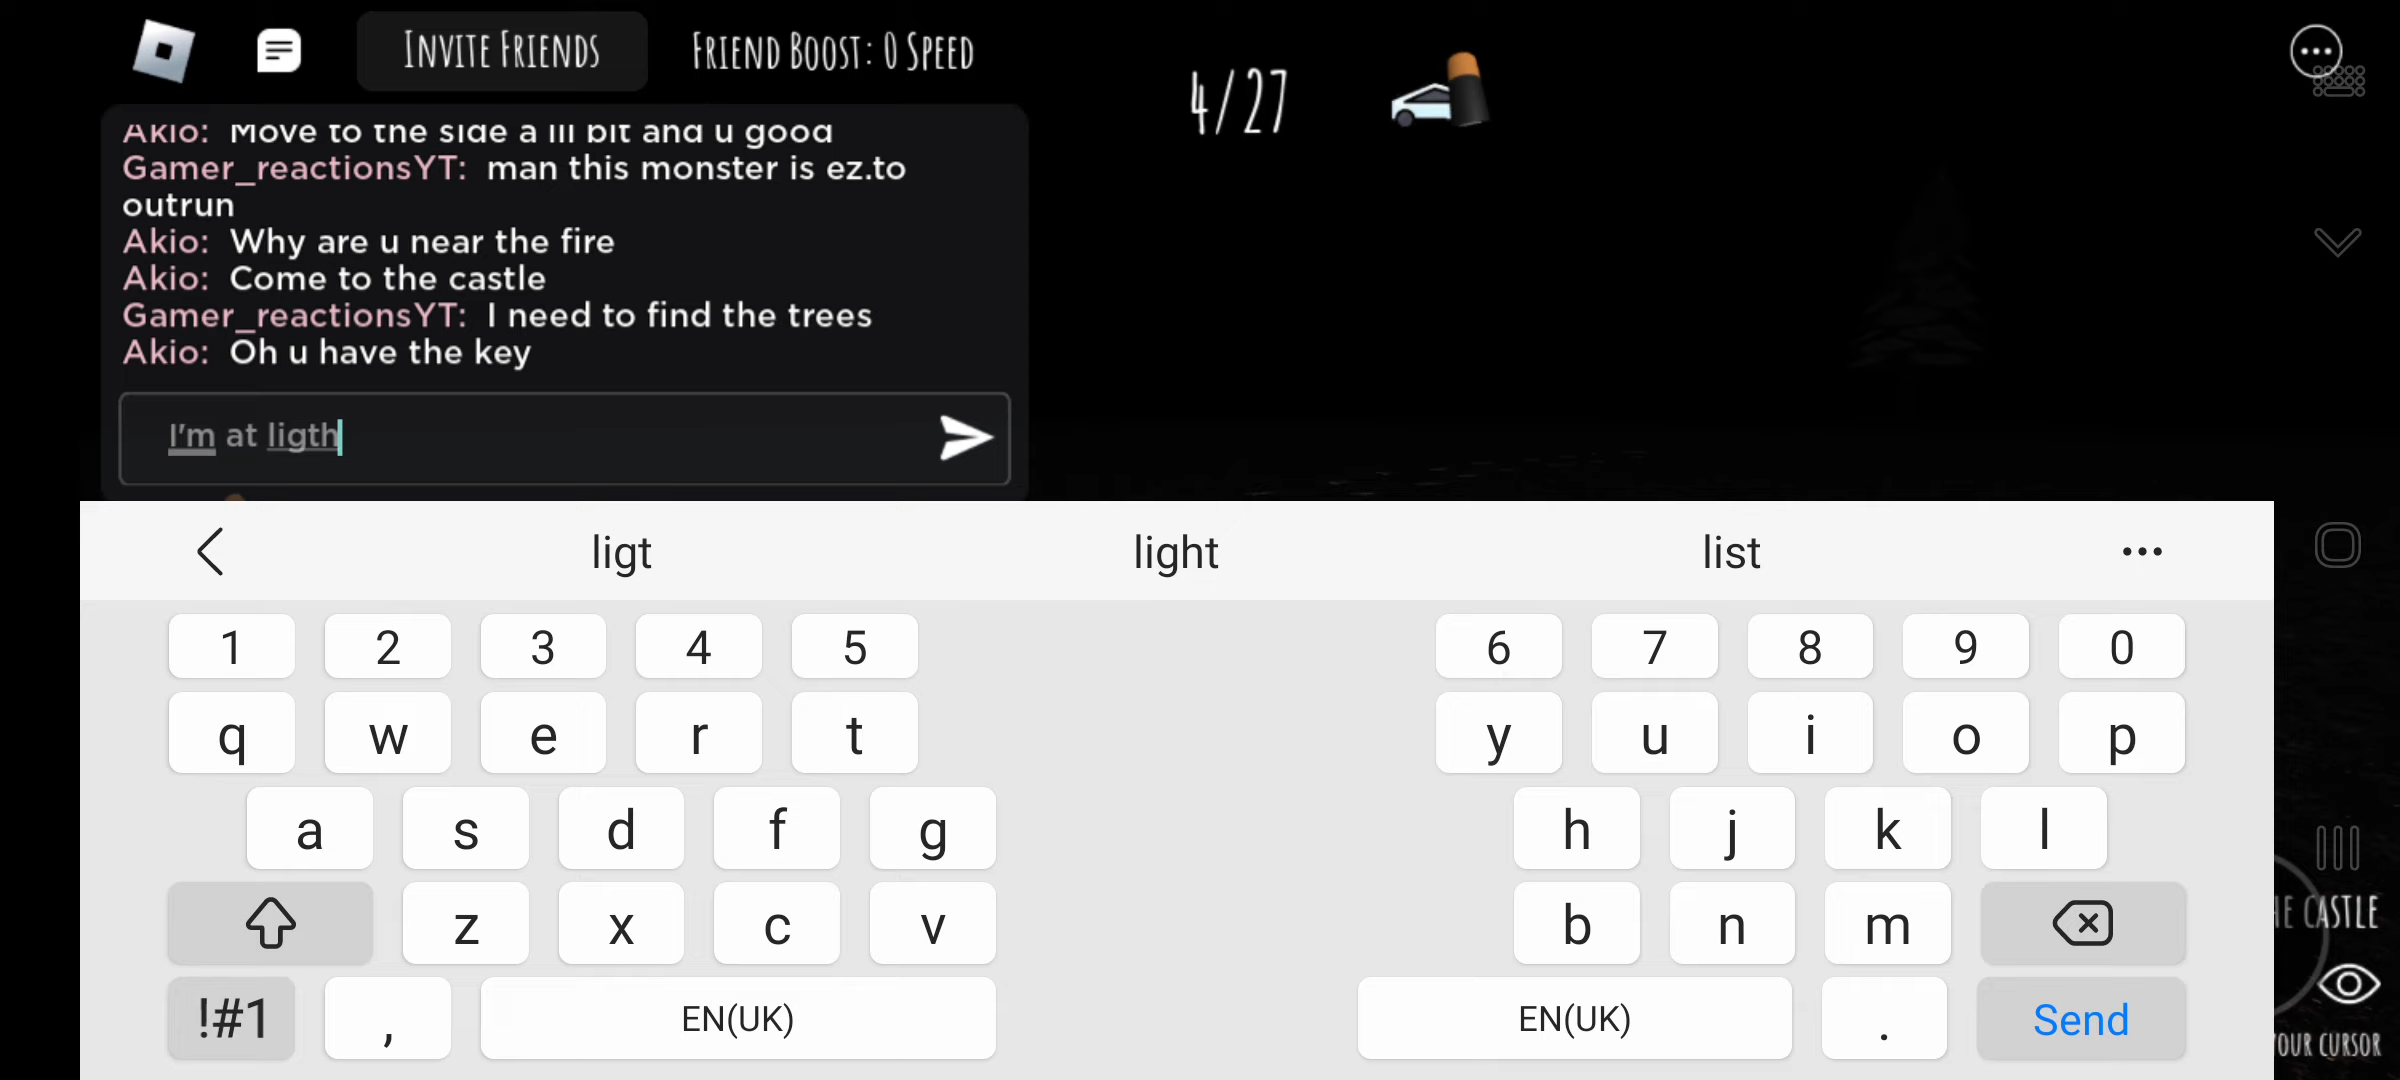 INVITE FRIENDS FRIEND BOOST: 0 SPEED
4/27
Akio: Move to the side a lil bit and u good
Gamer_reactionsYT: man this monster is ez.to
outrun
Akio: Why are u near the fire
Akio: Come to the castle
Gamer_reactionsYT: I need to find the trees
Akio: Oh u have the key
I'm at ligth
ligt light list
1 2 3 4 5 6 7 8 9 0
q w e r t y u i o p
a s d f g h j k l
z x c v b n m
!#1 , EN(UK) EN(UK) . Send
CASTLE
YOUR CURSOR